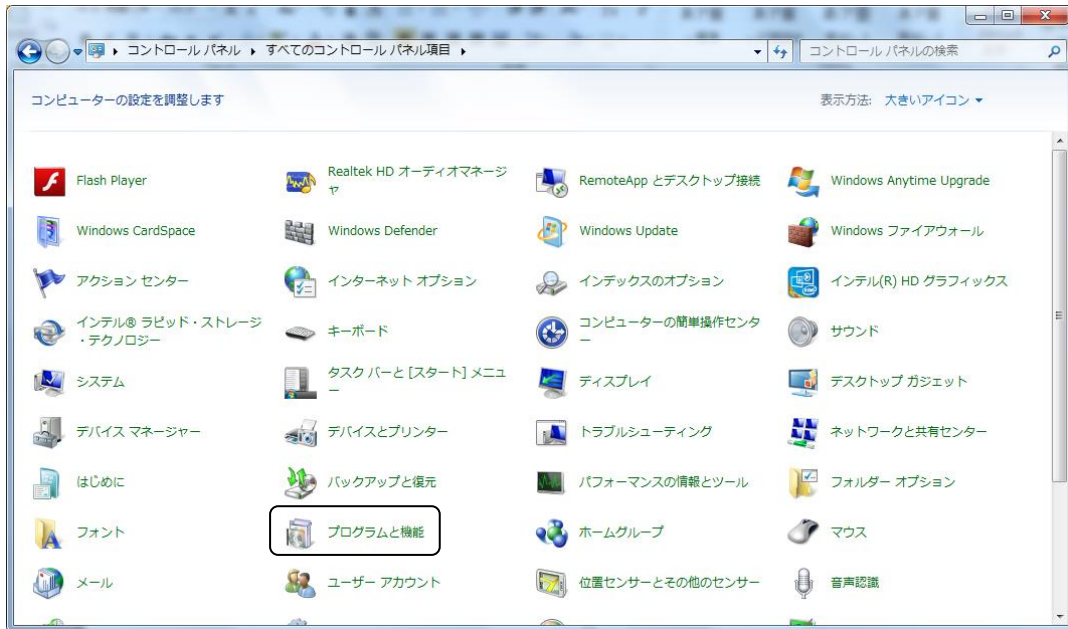 コントロール パネル ▸ すべてのコントロール パネル項目 ▸
コントロール パネルの検索
コンピューターの設定を調整します
表示方法: 大きいアイコン
Flash Player
Realtek HD オーディオマネージ
ャ
RemoteApp とデスクトップ接続
Windows Anytime Upgrade
Windows CardSpace
Windows Defender
Windows Update
Windows ファイアウォール
アクション センター
インターネット オプション
インデックスのオプション
インテル(R) HD グラフィックス
インテル® ラピッド・ストレージ
・テクノロジー
キーボード
コンピューターの簡単操作センタ
ー
サウンド
システム
タスク バーと [スタート] メニュ
ー
ディスプレイ
デスクトップ ガジェット
デバイス マネージャー
デバイスとプリンター
トラブルシューティング
ネットワークと共有センター
はじめに
バックアップと復元
パフォーマンスの情報とツール
フォルダー オプション
フォント
プログラムと機能
ホームグループ
マウス
メール
ユーザー アカウント
位置センサーとその他のセンサー
音声認識